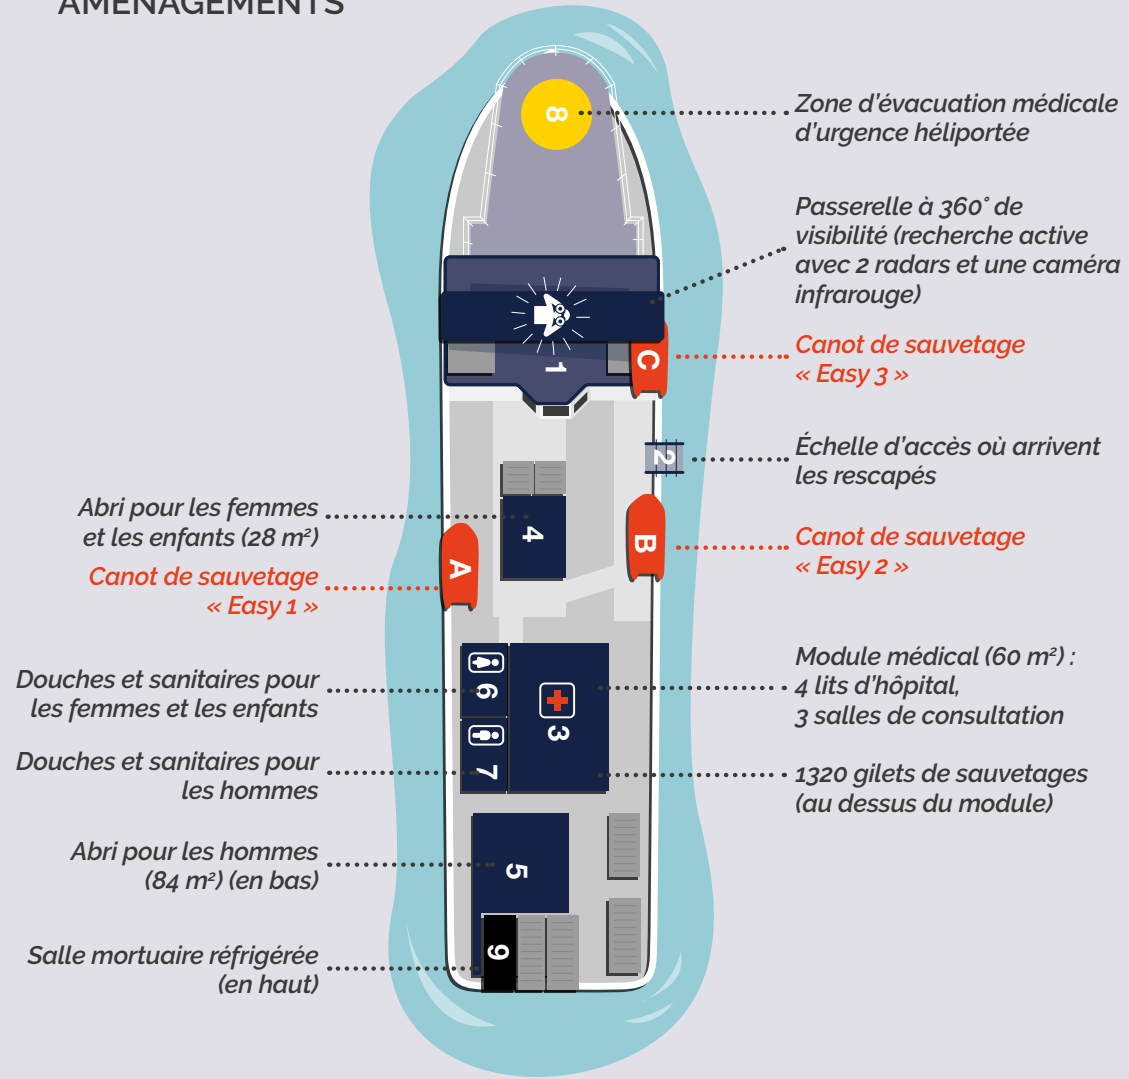 AMÉNAGEMENTS
8
Zone d’évacuation médicale
d’urgence héliportée
Passerelle à 360° de
visibilité (recherche active
avec 2 radars et une caméra
infrarouge)
1
C
Canot de sauvetage
« Easy 3 »
2
Échelle d’accès où arrivent
les rescapés
Abri pour les femmes
et les enfants (28 m²)
4
B
Canot de sauvetage
« Easy 2 »
Canot de sauvetage
« Easy 1 »
A
Douches et sanitaires pour
les femmes et les enfants
6
3
Module médical (60 m²) :
4 lits d’hôpital,
3 salles de consultation
Douches et sanitaires pour
les hommes
7
1320 gilets de sauvetages
(au dessus du module)
Abri pour les hommes
(84 m²) (en bas)
5
Salle mortuaire réfrigérée
(en haut)
9